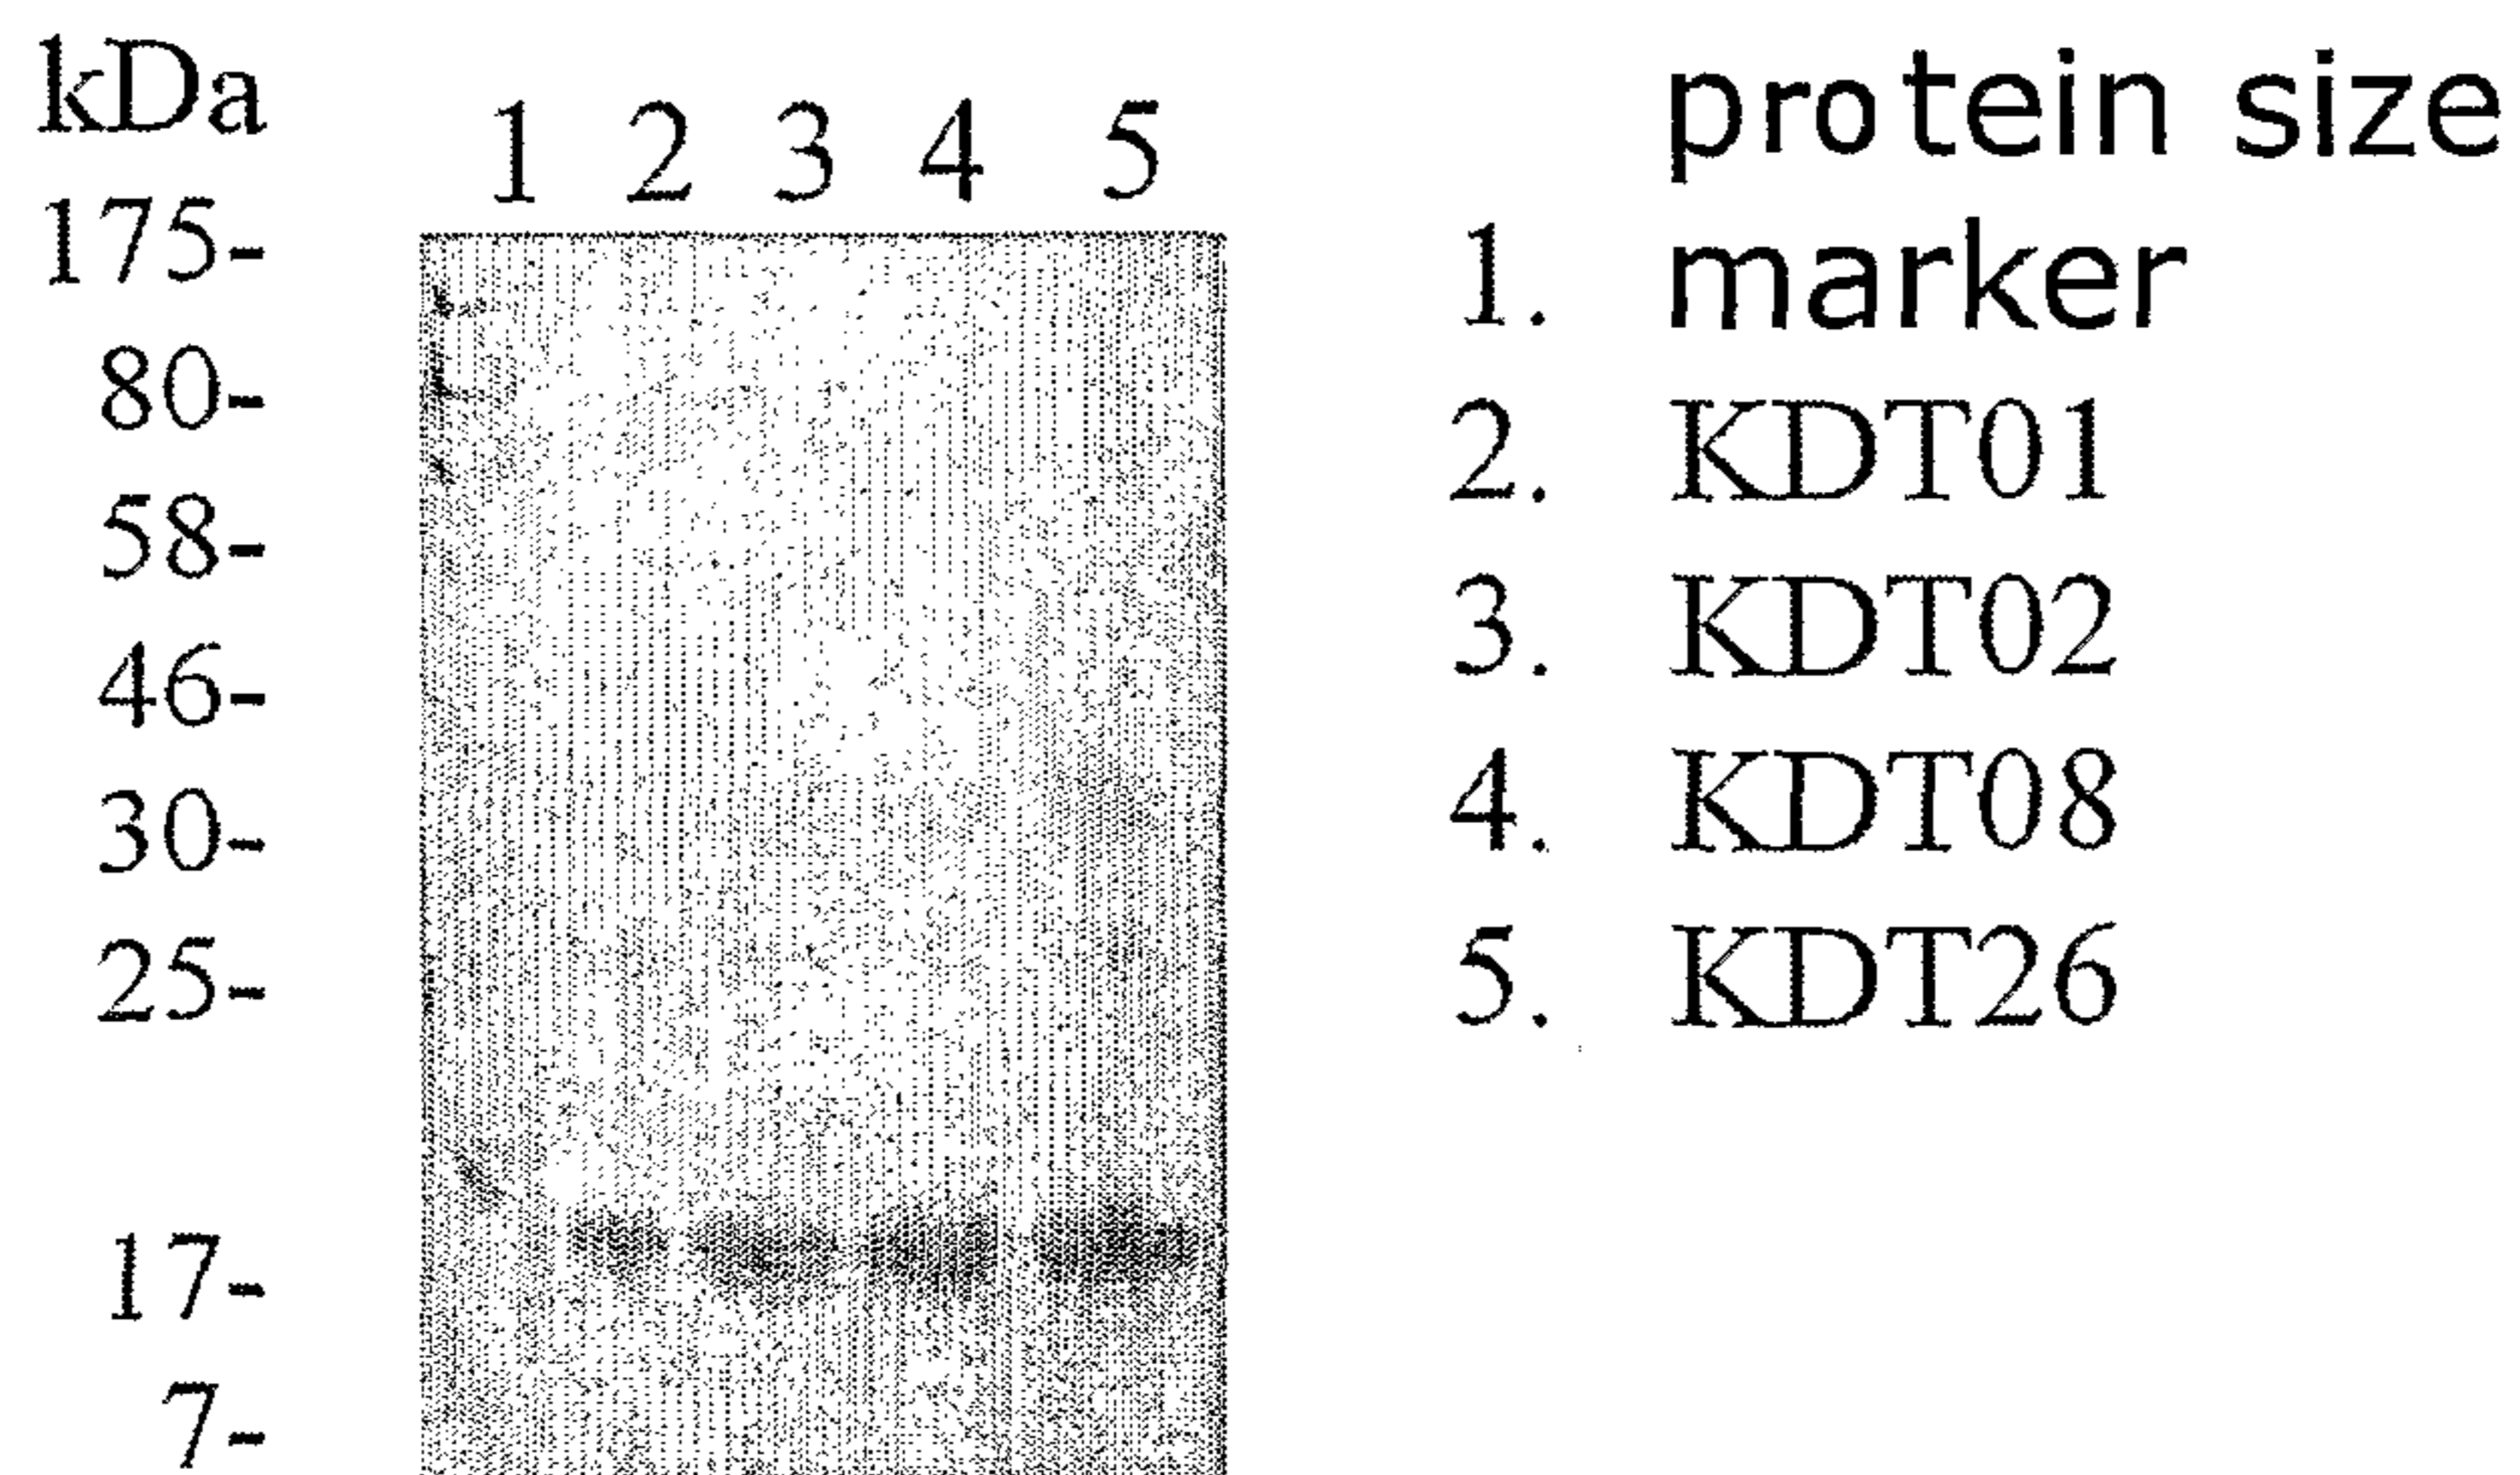 kDa
175-
80-
58-
46-
30-
25-
17-
7-
1 2 3 4 5
protein size
1. marker
2. KDT01
3. KDT02
4. KDT08
5. KDT26